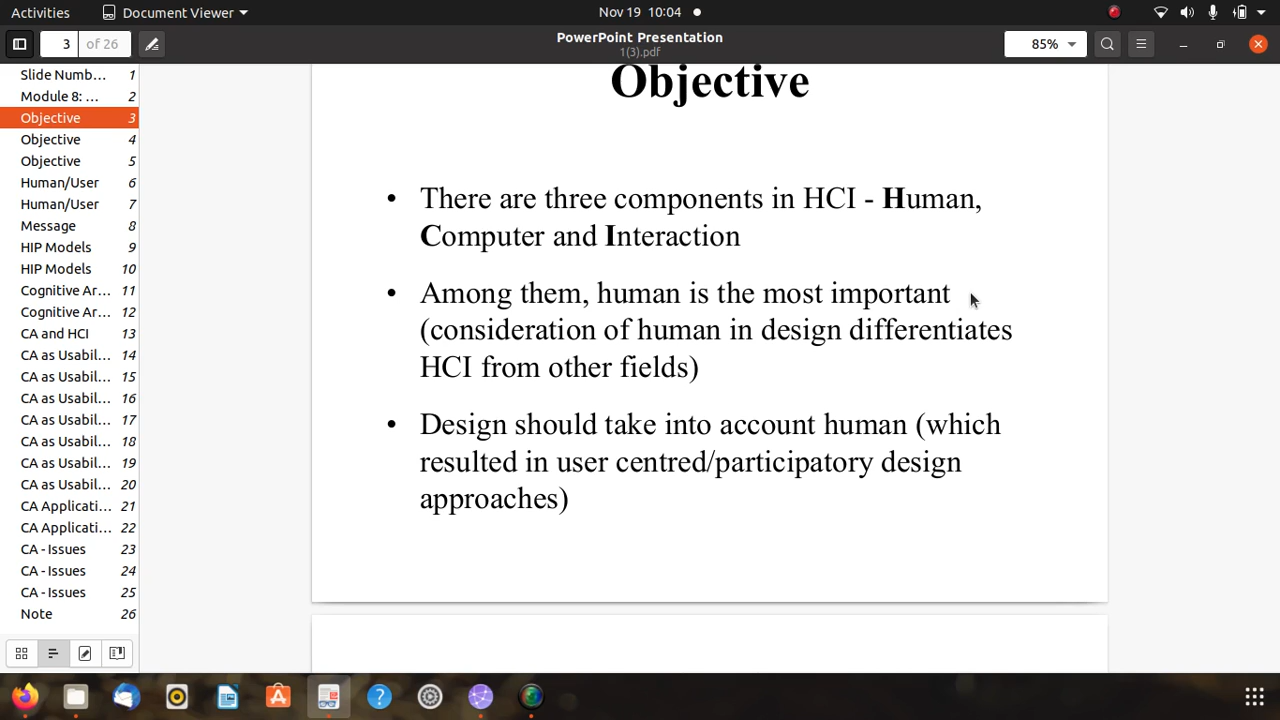 Activities
Document Viewer
Nov 19 10:04
3
of 26
PowerPoint Presentation
1(3).pdf
85%
Slide Numb... 1
Module 8: ... 2
Objective 3
Objective 4
Objective 5
Human/User 6
Human/User 7
Message 8
HIP Models 9
HIP Models 10
Cognitive Ar... 11
Cognitive Ar... 12
CA and HCI 13
CA as Usabil... 14
CA as Usabil... 15
CA as Usabil... 16
CA as Usabil... 17
CA as Usabil... 18
CA as Usabil... 19
CA as Usabil... 20
CA Applicati... 21
CA Applicati... 22
CA - Issues 23
CA - Issues 24
CA - Issues 25
Note 26
Objective
• There are three components in HCI - Human,
Computer and Interaction
• Among them, human is the most important
(consideration of human in design differentiates
HCI from other fields)
• Design should take into account human (which
resulted in user centred/participatory design
approaches)